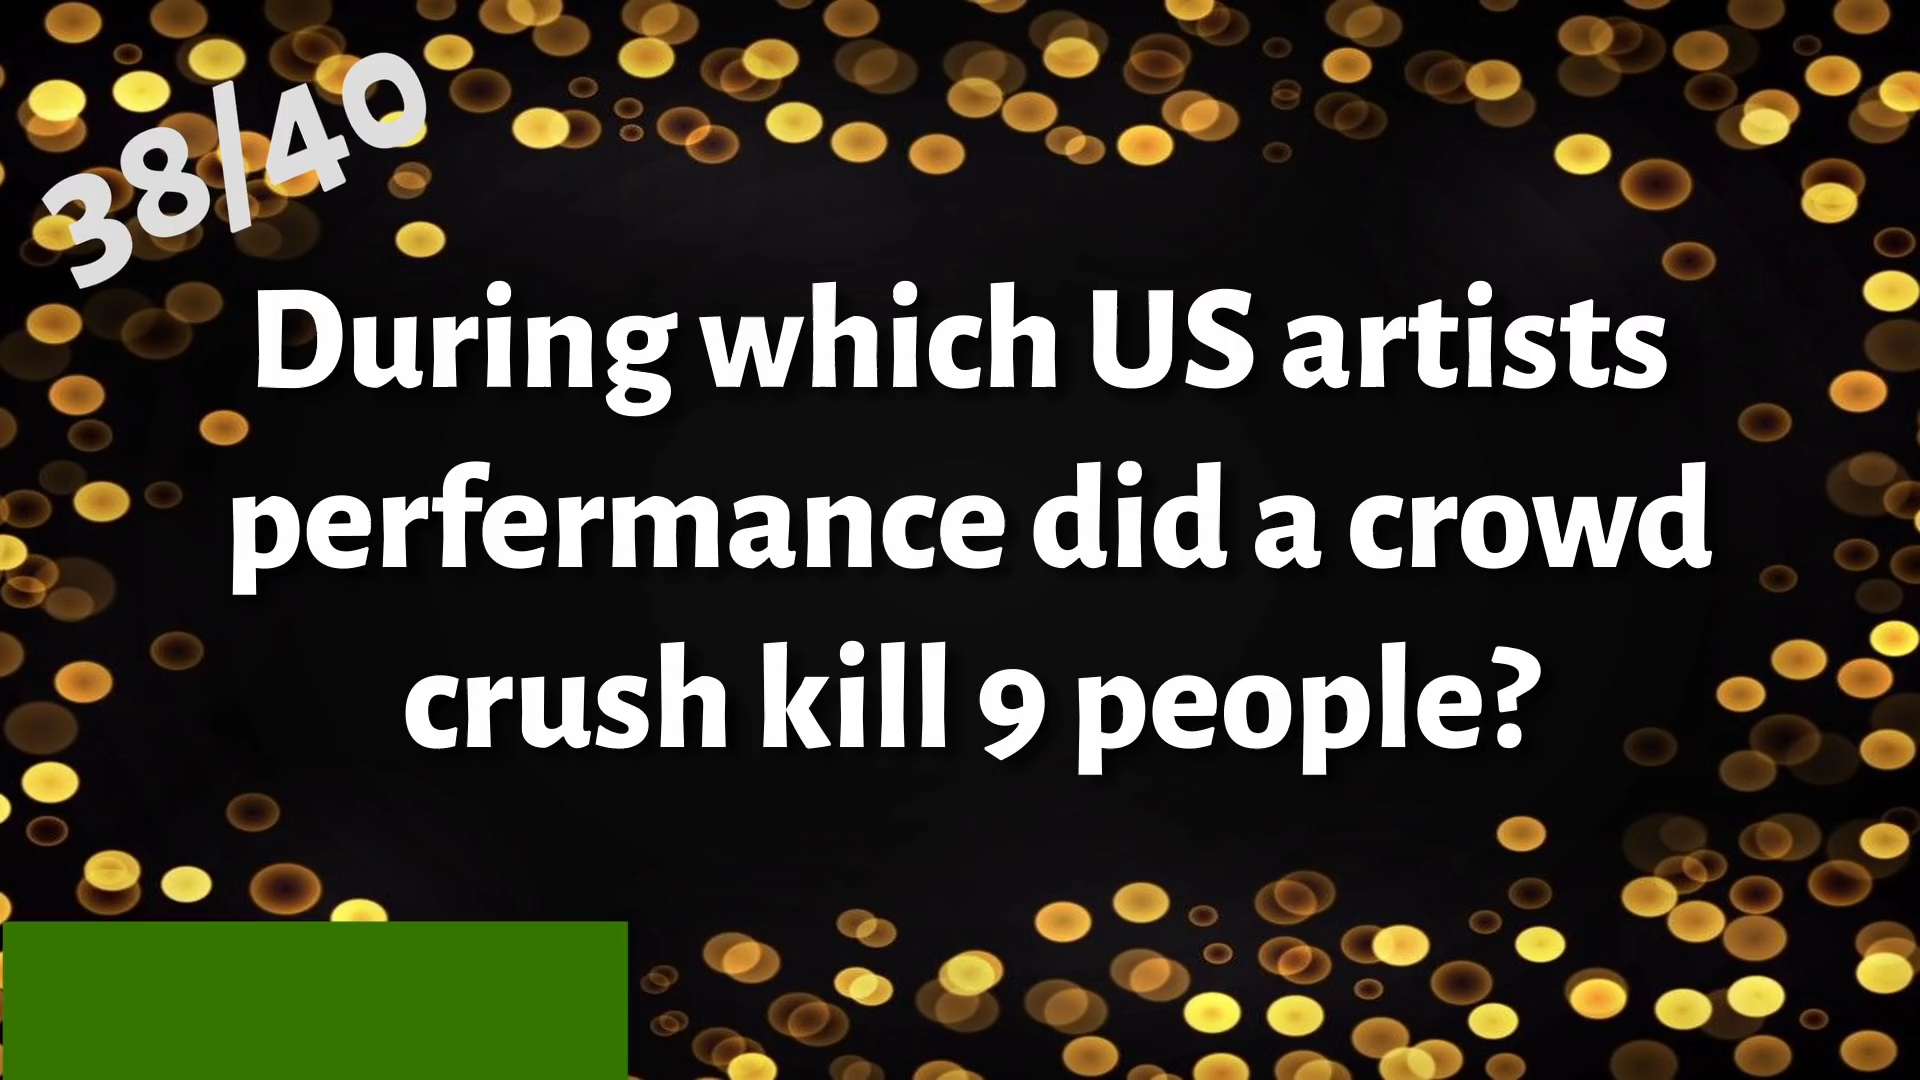 38/40
During which US artists
perfermance did a crowd
crush kill 9 people?